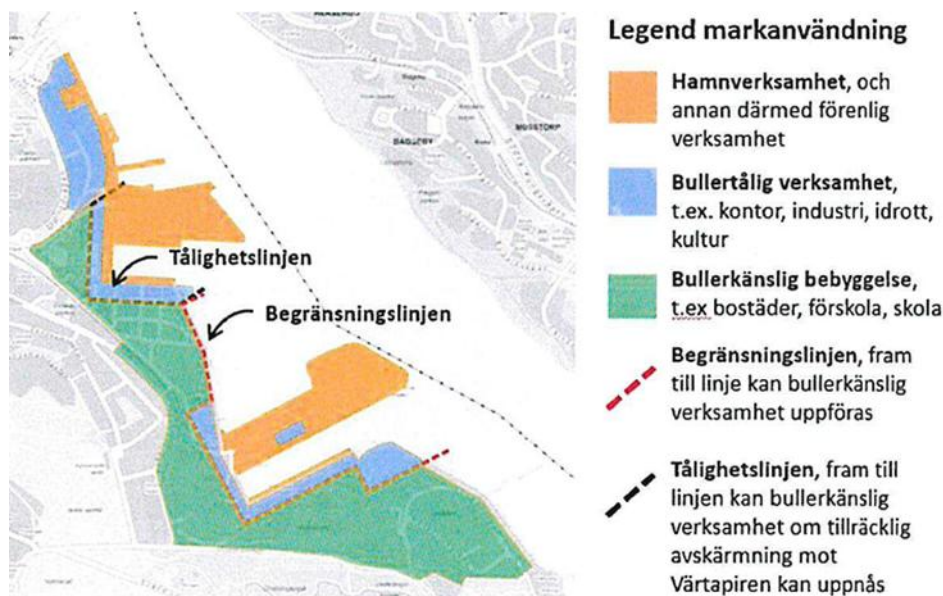 Legend markanvändning
Hamnverksamhet, och
annan därmed förenlig
verksamhet
Bullertålig verksamhet,
t.ex. kontor, industri, idrott,
kultur
Bullerkänslig bebyggelse,
t.ex bostäder, förskola, skola
Begränsningslinjen, fram
till linje kan bullerkänslig
verksamhet uppföras
Tålighetslinjen, fram till
linjen kan bullerkänslig
verksamhet om tillräcklig
avskärmning mot
Värtapiren kan uppnås
Tålighetslinjen
Begränsningslinjen